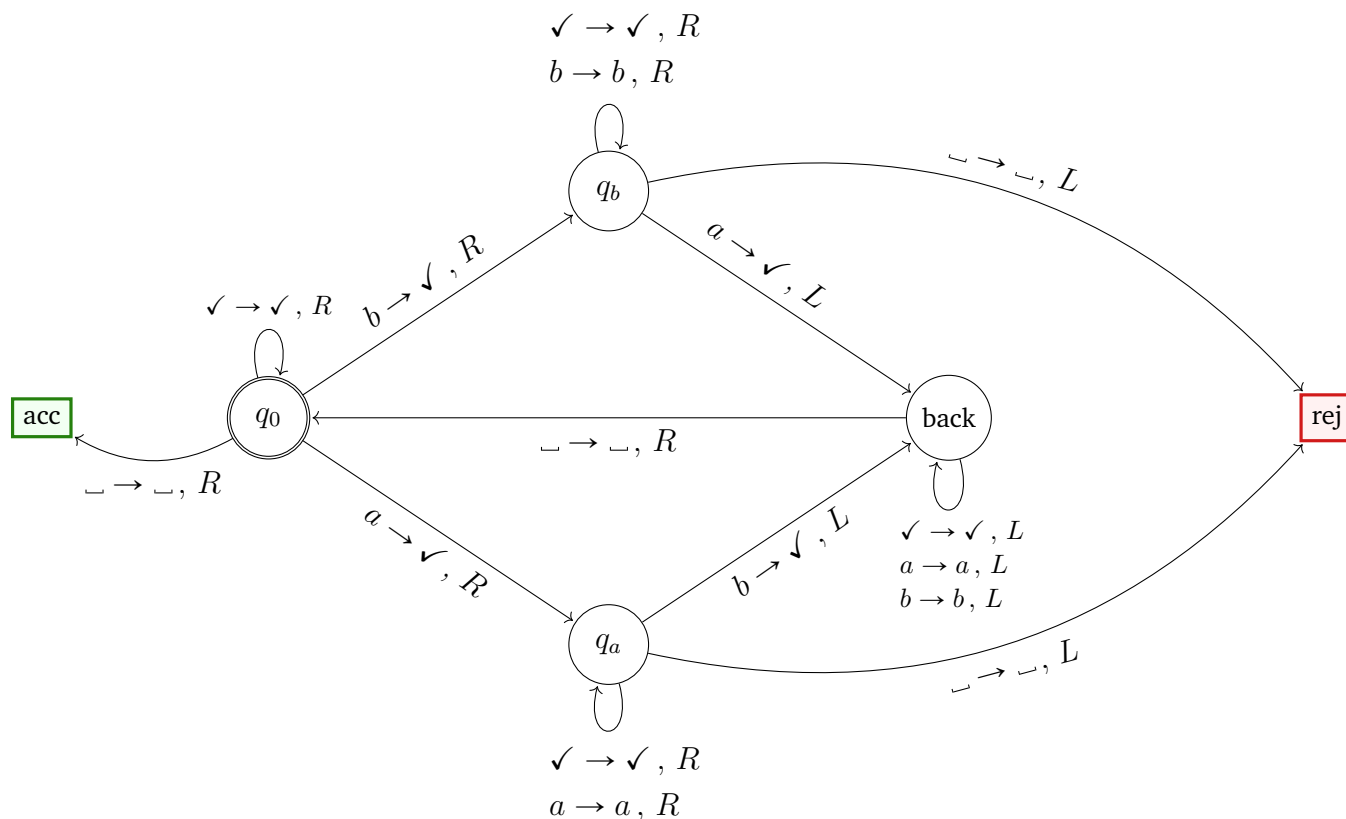 ✓ → ✓ , R
b → b , R
q_b
␣ → ␣, L
b → ✓ , R
a → ✓ , L
✓ → ✓ , R
acc
q_0
back
rej
␣ → ␣, R
␣ → ␣, R
a → ✓ , R
b → ✓ , L
✓ → ✓ , L
a → a , L
b → b , L
q_a
␣ → ␣, L
✓ → ✓ , R
a → a , R